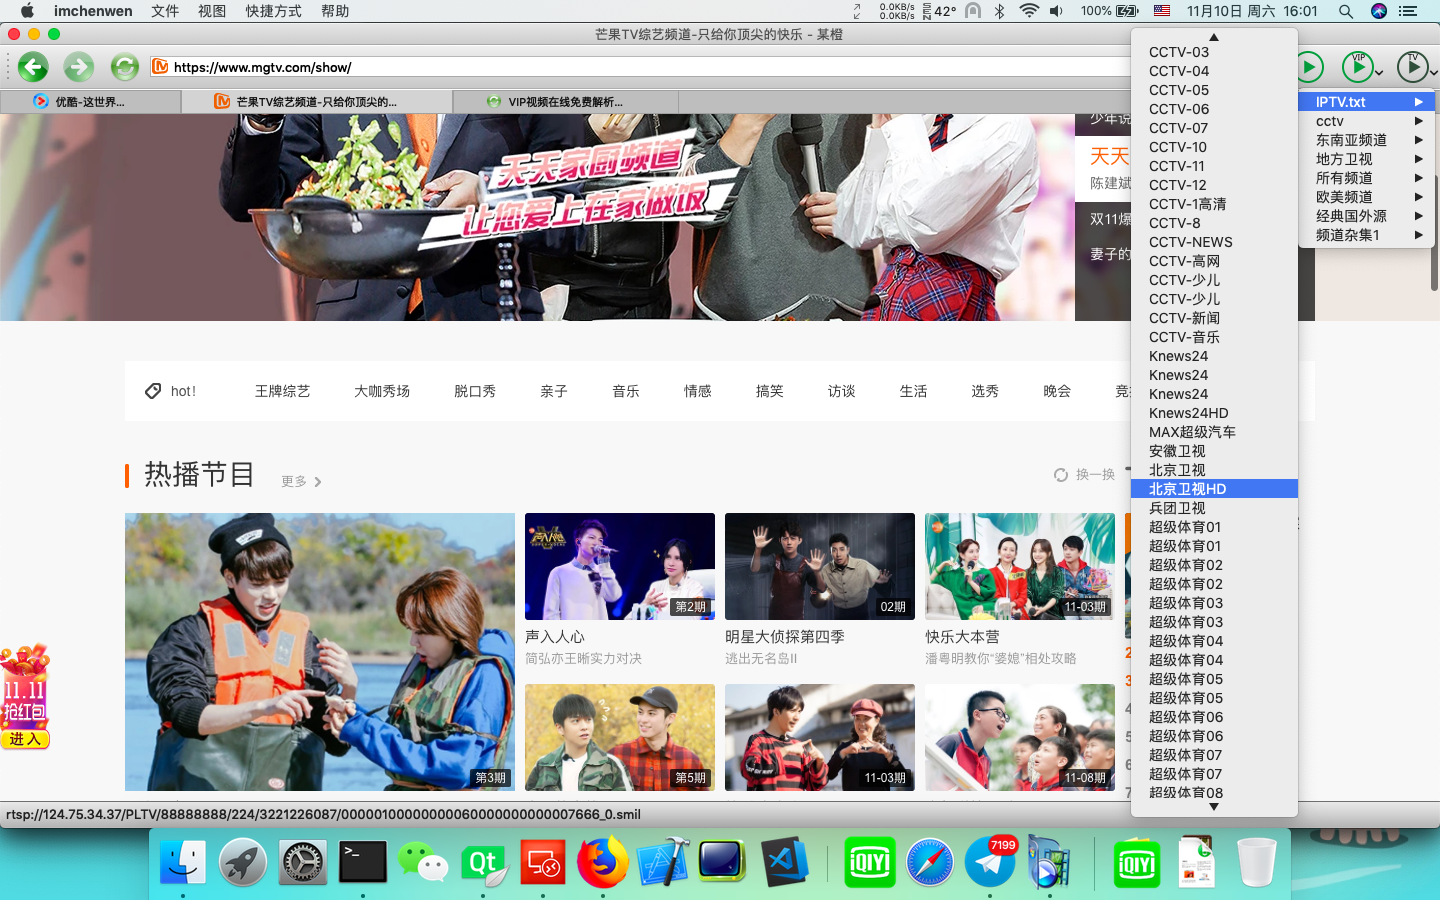 imchenwen 文件 视图 快捷方式 帮助
0.0KB/s
0.0KB/s
42° 100% 11月10日 周六 16:01
芒果TV综艺频道-只给你顶尖的快乐 - 某橙
https://www.mgtv.com/show/
VIP
TV
优酷-这世界...
芒果TV综艺频道-只给你顶尖的...
VIP视频在线免费解析...
IPTV.txt
cctv
东南亚频道
地方卫视
所有频道
欧美频道
经典国外源
频道杂集1
CCTV-03
CCTV-04
CCTV-05
CCTV-06
CCTV-07
CCTV-10
CCTV-11
CCTV-12
CCTV-1高清
CCTV-8
CCTV-NEWS
CCTV-高网
CCTV-少儿
CCTV-少儿
CCTV-新闻
CCTV-音乐
Knews24
Knews24
Knews24
Knews24HD
MAX超级汽车
安徽卫视
北京卫视
北京卫视HD
兵团卫视
超级体育01
超级体育01
超级体育02
超级体育02
超级体育03
超级体育03
超级体育04
超级体育04
超级体育05
超级体育05
超级体育06
超级体育06
超级体育07
超级体育07
超级体育08
天天家厨频道
让您爱上在家做饭
少年说
天天
陈建斌
双11爆
妻子的
hot! 王牌综艺 大咖秀场 脱口秀 亲子 音乐 情感 搞笑 访谈 生活 选秀 晚会 竞
热播节目 更多
换一换
第3期
第2期
声入人心
简弘亦王晰实力对决
02期
明星大侦探第四季
逃出无名岛II
11-03期
快乐大本营
潘粤明教你“婆媳”相处攻略
第5期
11-03期
11-08期
2
3
4
5
6
7
11.11
抢红包
进入
rtsp://124.75.34.37/PLTV/88888888/224/3221226087/00000100000000060000000000007666_0.smil
>_
Qt
iQIYI
7199
iQIYI